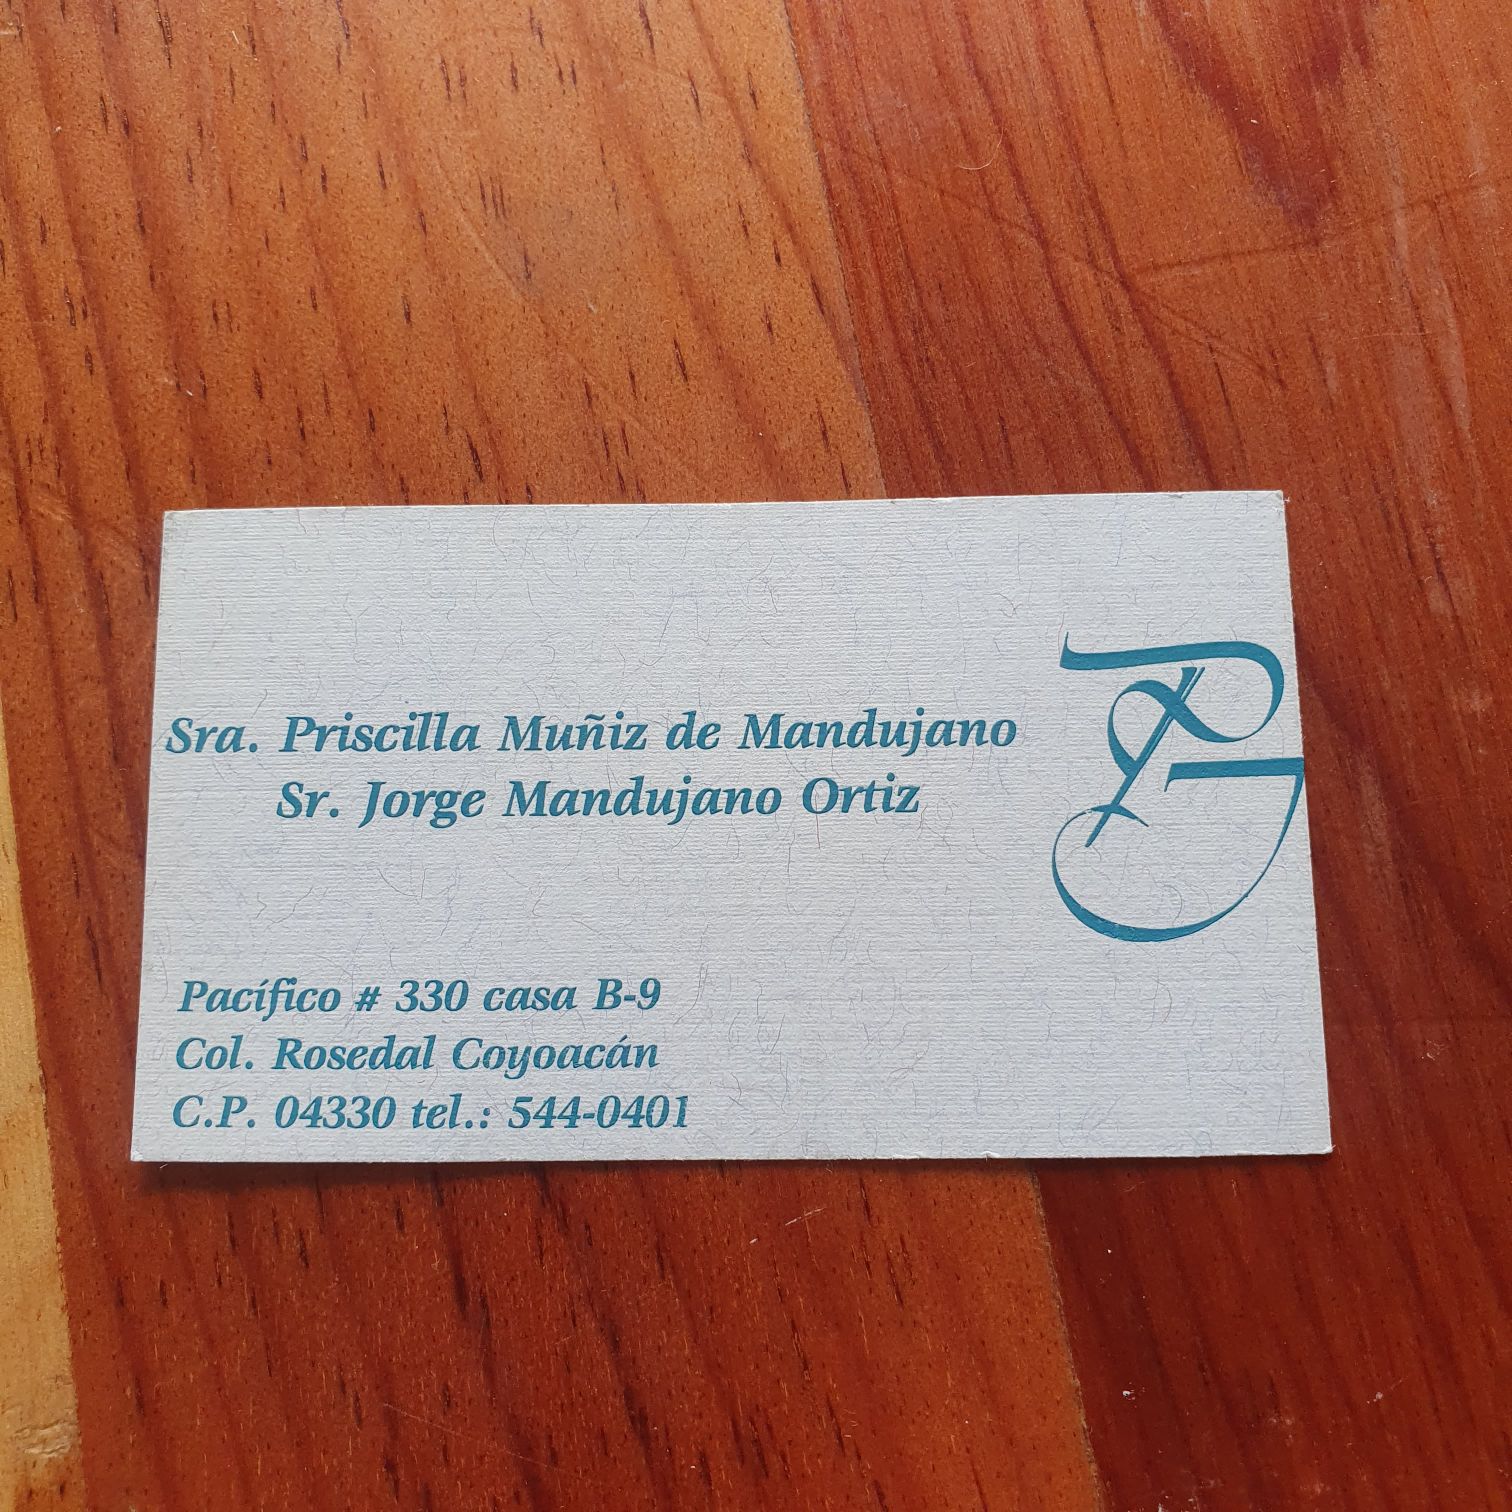 Sra. Priscilla Muñiz de Mandujano
Sr. Jorge Mandujano Ortiz
P
J
Pacífico # 330 casa B-9
Col. Rosedal Coyoacán
C.P. 04330 tel.: 544-0401